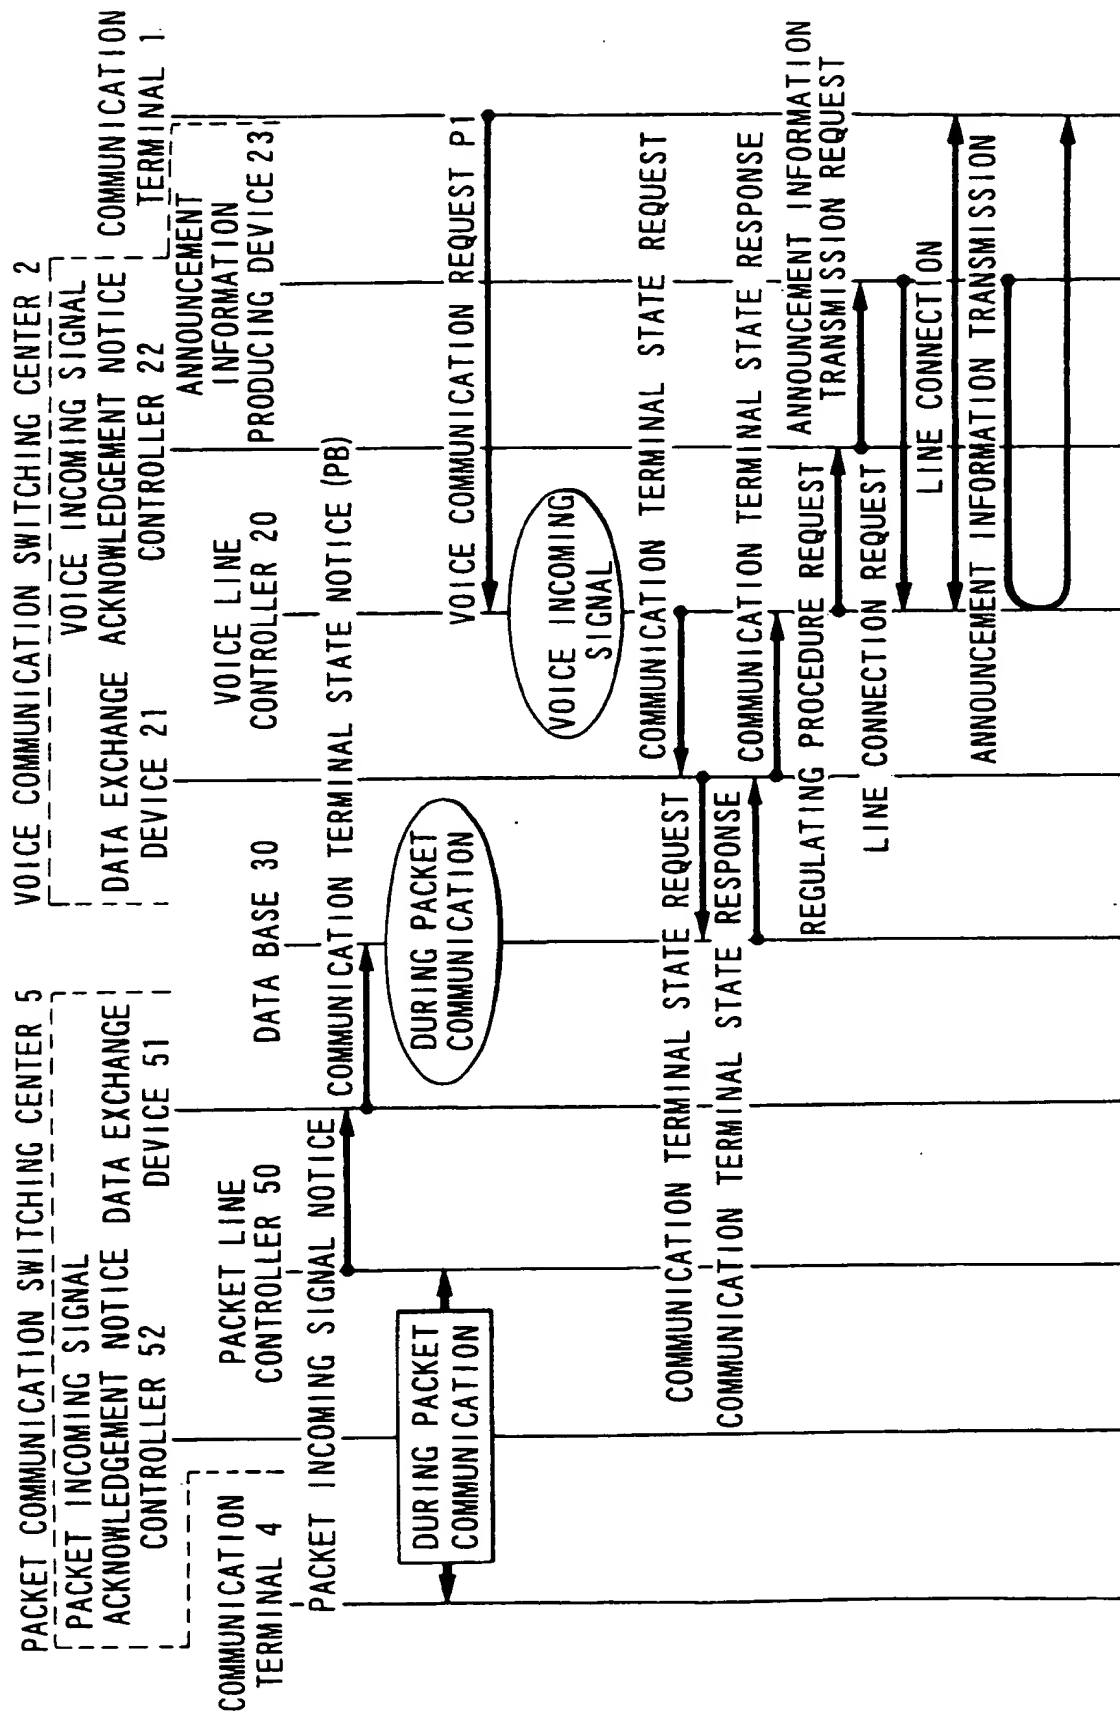 PACKET COMMUNICATION SWITCHING CENTER 5
PACKET INCOMING SIGNAL
ACKNOWLEDGEMENT NOTICE
CONTROLLER 52
DATA EXCHANGE
DEVICE 51
VOICE COMMUNICATION SWITCHING CENTER 2
DATA EXCHANGE
DEVICE 21
VOICE INCOMING SIGNAL
ACKNOWLEDGEMENT NOTICE
CONTROLLER 22
COMMUNICATION
TERMINAL 1
COMMUNICATION
TERMINAL 4
PACKET LINE
CONTROLLER 50
DATA BASE 30
VOICE LINE
CONTROLLER 20
ANNOUNCEMENT
INFORMATION
PRODUCING DEVICE 23
PACKET INCOMING SIGNAL NOTICE
COMMUNICATION TERMINAL STATE NOTICE (PB)
DURING PACKET
COMMUNICATION
DURING PACKET
COMMUNICATION
VOICE COMMUNICATION REQUEST P1
VOICE INCOMING
SIGNAL
COMMUNICATION TERMINAL STATE REQUEST
COMMUNICATION TERMINAL STATE REQUEST
COMMUNICATION TERMINAL STATE RESPONSE
COMMUNICATION TERMINAL STATE RESPONSE
REGULATING PROCEDURE REQUEST
ANNOUNCEMENT INFORMATION
TRANSMISSION REQUEST
LINE CONNECTION REQUEST
LINE CONNECTION
ANNOUNCEMENT INFORMATION TRANSMISSION